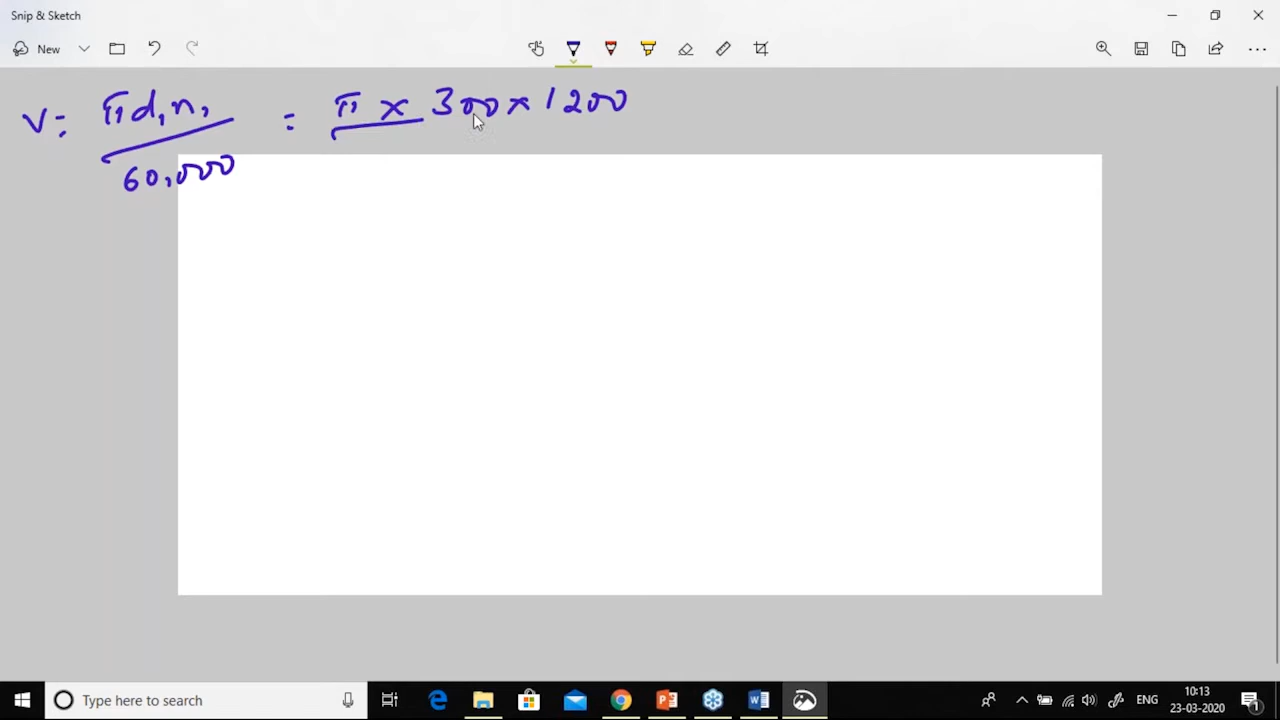 Snip & Sketch
New
V = πd₁n₁ / 60,000 = π × 300 × 1200
Type here to search
ENG
10:13
23-03-2020